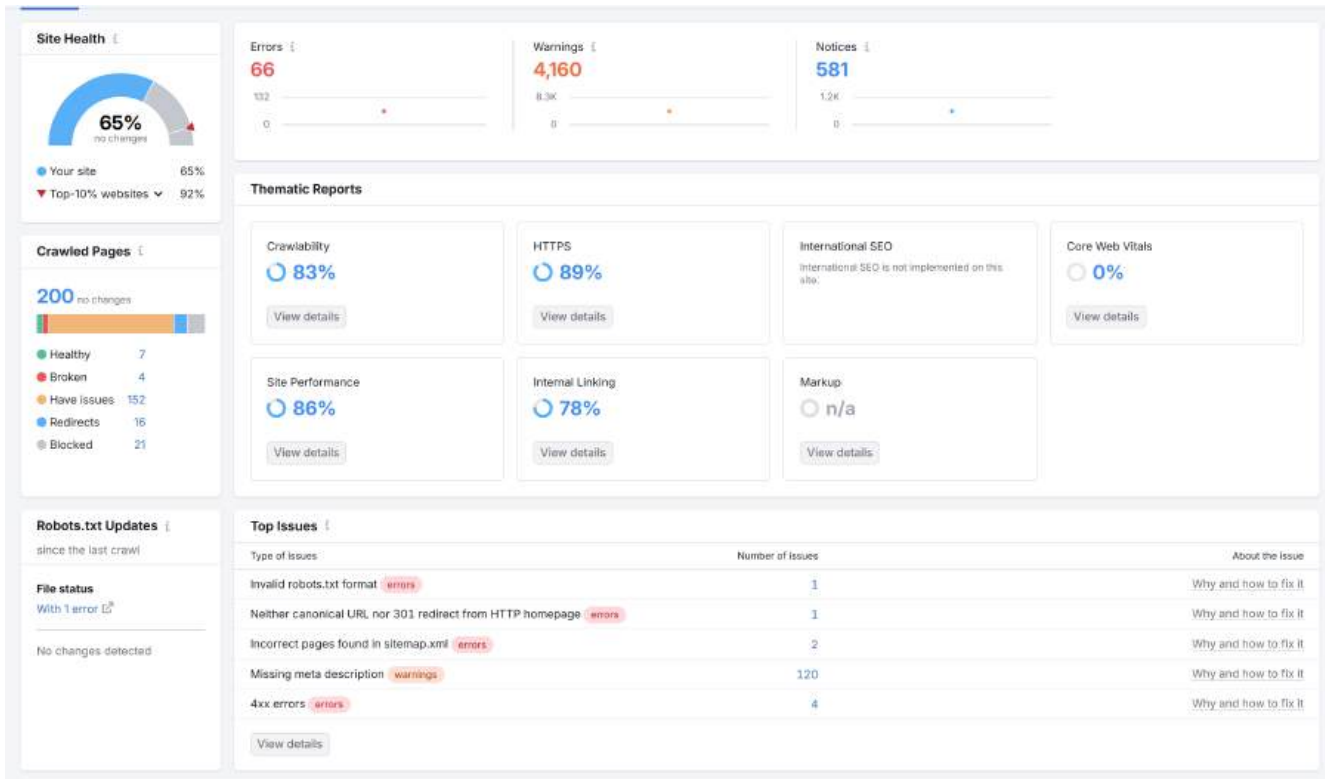 Site Health i
65%
no changes
Your site 65%
Top-10% websites 92%
Errors i
66
132
0
Warnings i
4,160
8.3K
0
Notices i
581
1.2K
0
Thematic Reports
Crawlability
83%
View details
HTTPS
89%
View details
International SEO
International SEO is not implemented on this
site.
Core Web Vitals
0%
View details
Site Performance
86%
View details
Internal Linking
78%
View details
Markup
n/a
View details
Crawled Pages i
200 no changes
Healthy 7
Broken 4
Have issues 152
Redirects 16
Blocked 21
Robots.txt Updates i
since the last crawl
File status
With 1 error
No changes detected
Top Issues i
Type of issues Number of issues About the issue
Invalid robots.txt format errors 1 Why and how to fix it
Neither canonical URL nor 301 redirect from HTTP homepage errors 1 Why and how to fix it
Incorrect pages found in sitemap.xml errors 2 Why and how to fix it
Missing meta description warnings 120 Why and how to fix it
4xx errors errors 4 Why and how to fix it
View details